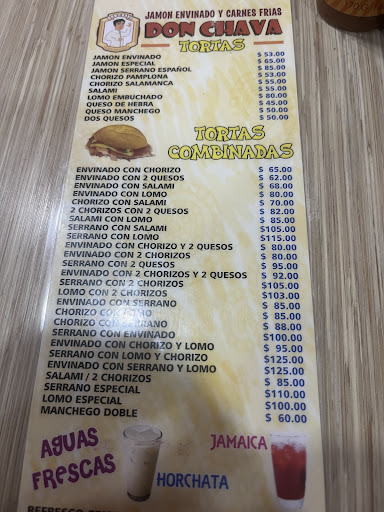 JAMON ENVINADO Y CARNES FRIAS
DON CHAVA
TORTAS
JAMON ENVINADO $ 53.00
JAMON ESPECIAL $ 65.00
JAMON SERRANO ESPAÑOL $ 85.00
CHORIZO PAMPLONA $ 53.00
CHORIZO SALAMANCA $ 55.00
SALAMI $ 55.00
LOMO EMBUCHADO $ 80.00
QUESO DE HEBRA $ 45.00
QUESO MANCHEGO $ 50.00
DOS QUESOS $ 50.00
TORTAS
COMBINADAS
ENVINADO CON CHORIZO $ 65.00
ENVINADO CON 2 QUESOS $ 62.00
ENVINADO CON SALAMI $ 68.00
ENVINADO CON LOMO $ 80.00
CHORIZO CON SALAMI $ 70.00
2 CHORIZOS CON 2 QUESOS $ 82.00
SALAMI CON LOMO $ 85.00
SERRANO CON SALAMI $105.00
SERRANO CON LOMO $115.00
ENVINADO CON CHORIZO Y 2 QUESOS $ 80.00
ENVINADO CON 2 CHORIZOS $ 80.00
SERRANO CON 2 QUESOS $ 95.00
ENVINADO CON 2 CHORIZOS Y 2 QUESOS $ 92.00
SERRANO CON 2 CHORIZOS $105.00
LOMO CON 2 CHORIZOS $103.00
ENVINADO CON SERRANO $ 85.00
CHORIZO CON $ 85.00
CHORIZO CON SERRANO $ 88.00
SERRANO CON ENVINADO $100.00
ENVINADO CON CHORIZO Y LOMO $ 95.00
SERRANO CON LOMO Y CHORIZO $125.00
ENVINADO CON SERRANO Y LOMO $125.00
SALAMI / 2 CHORIZOS $ 85.00
SERRANO ESPECIAL $110.00
LOMO ESPECIAL $100.00
MANCHEGO DOBLE $ 60.00
AGUAS
FRESCAS
HORCHATA
JAMAICA